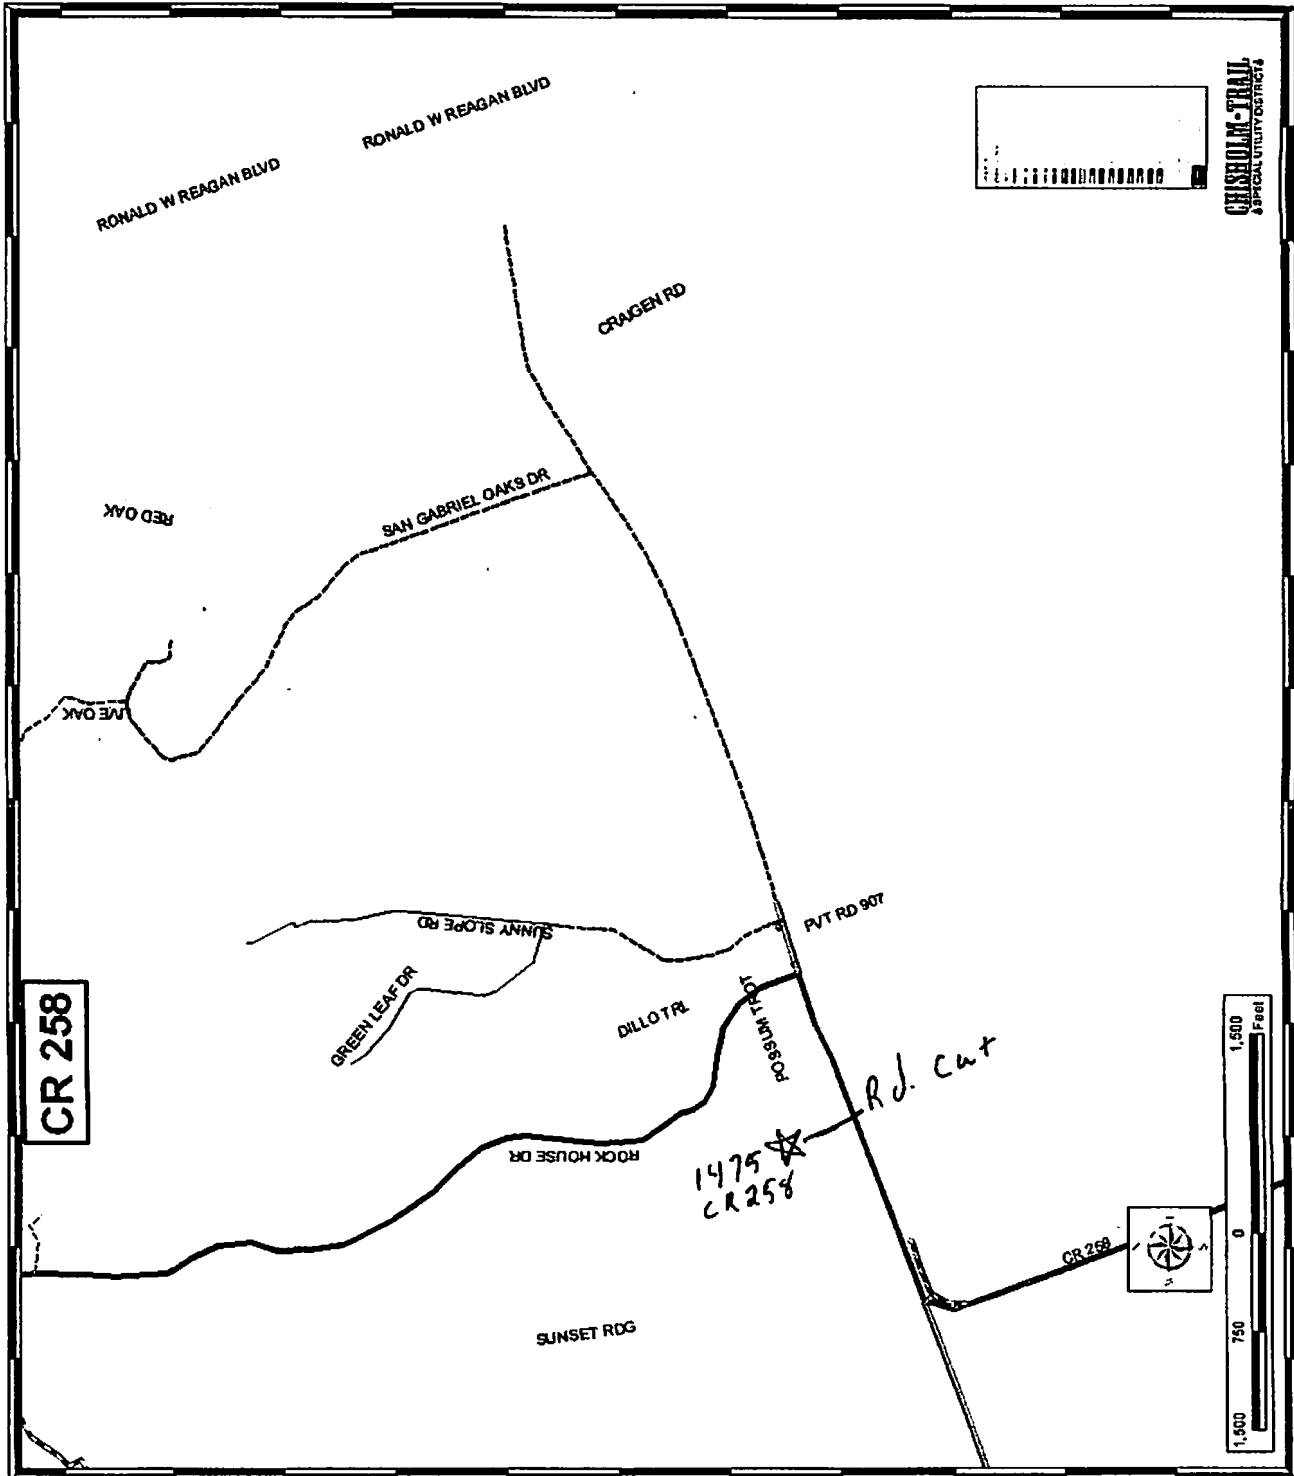 RONALD W REAGAN BLVD
RONALD W REAGAN BLVD
CHISHOLM-TRAIL
SPECIAL UTILITY DISTRICT
CRAIGEN RD
RED OAK
SAN GABRIEL OAKS DR
OAK
SUNNY SLOPE RD
PVT RD 907
GREEN LEAF DR
DILLO TRL
POSSUM TROT
CR 258
Rd. Cut
ROCK HOUSE DR
1475
CR 258
SUNSET RDG
CR 258
1,500 750 0 1,500
Feet